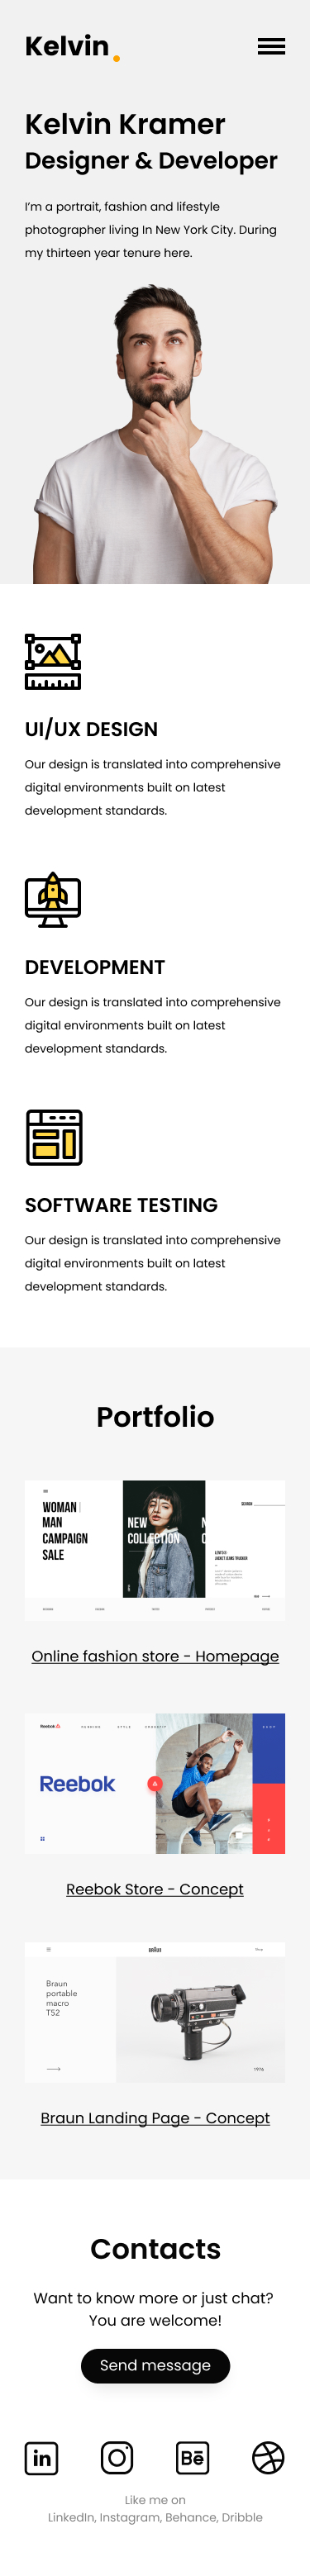 Kelvin.
Kelvin Kramer
Designer & Developer
I'm a portrait, fashion and lifestyle
photographer living In New York City. During
my thirteen year tenure here.
UI/UX DESIGN
Our design is translated into comprehensive
digital environments built on latest
development standards.
DEVELOPMENT
Our design is translated into comprehensive
digital environments built on latest
development standards.
SOFTWARE TESTING
Our design is translated into comprehensive
digital environments built on latest
development standards.
Portfolio
WOMAN
MAN
CAMPAIGN
SALE
NEW
COLLECTION
Online fashion store - Homepage
Reebok
Reebok
Reebok Store - Concept
BRAUN
Braun
portable
macro
T52
1976
Braun Landing Page - Concept
Contacts
Want to know more or just chat?
You are welcome!
Send message
in
Bē
Like me on
LinkedIn, Instagram, Behance, Dribble